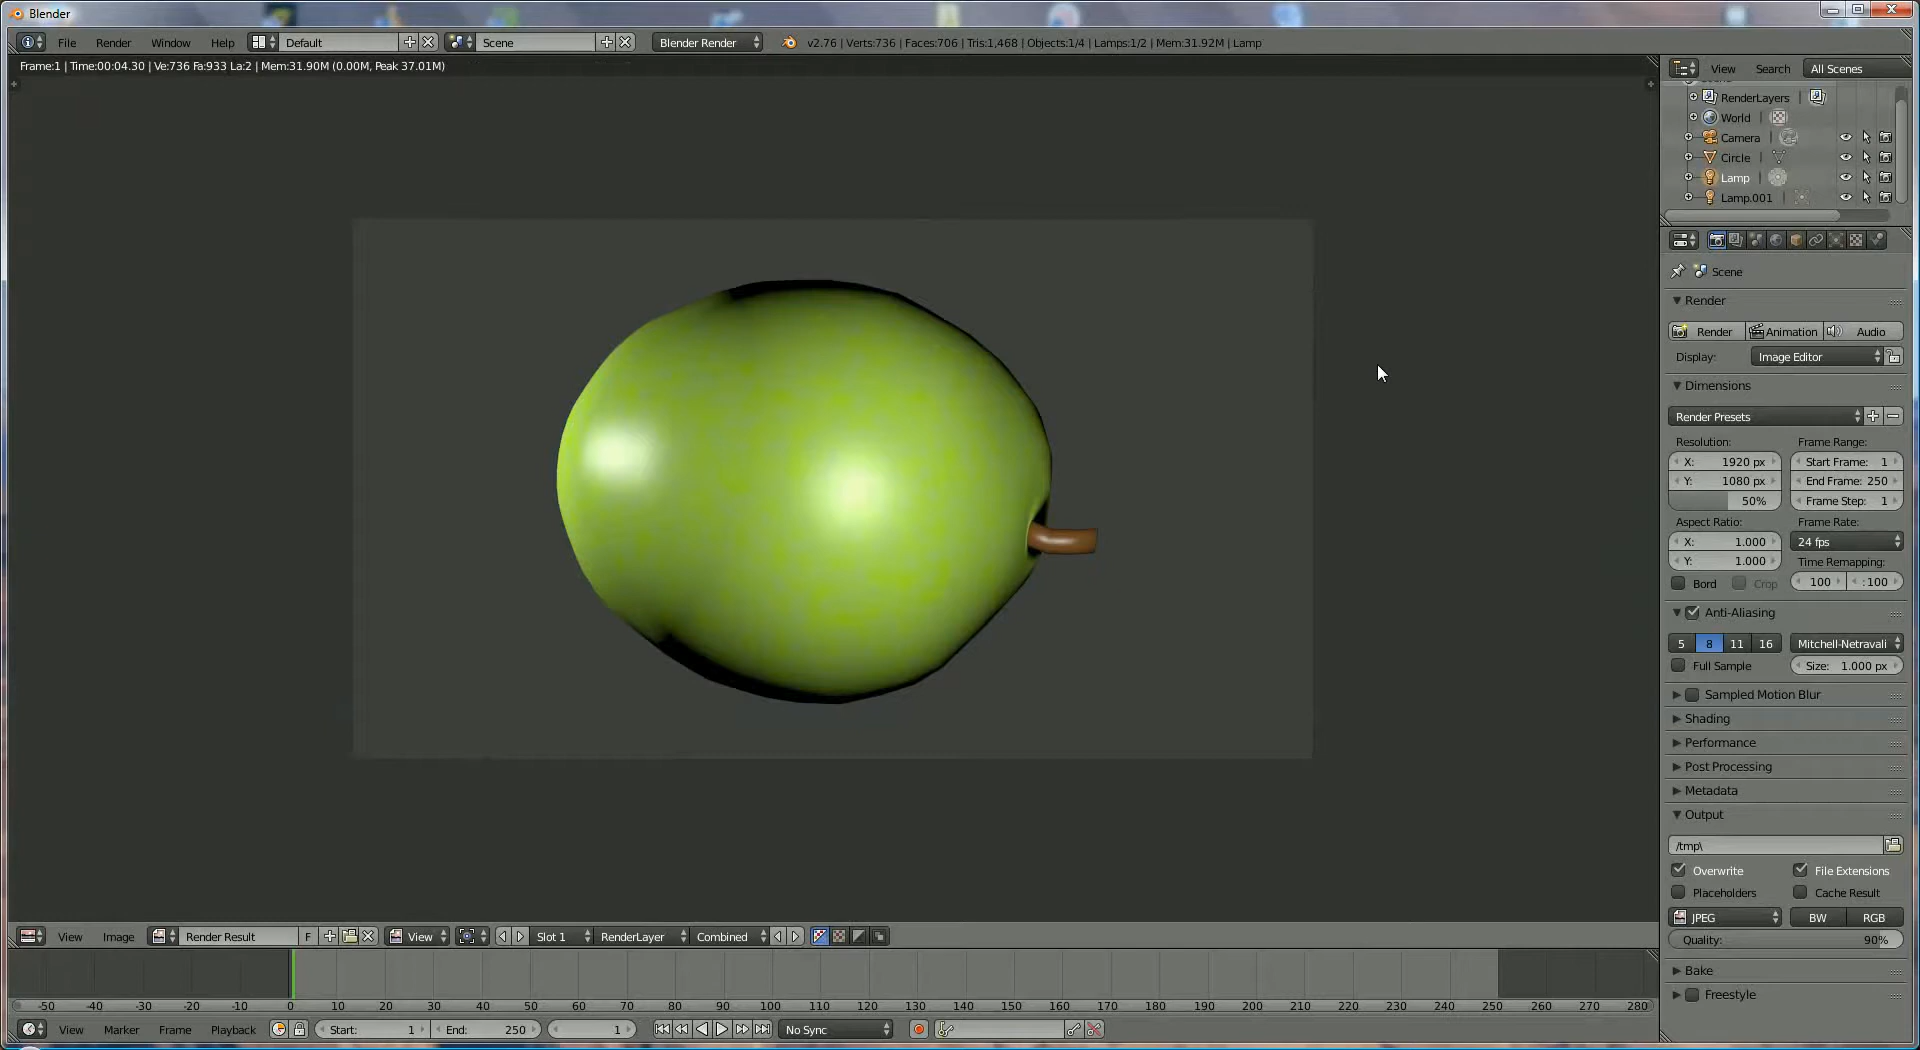 Blender
File Render Window Help Default Scene Blender Render v2.76 | Verts:736 | Faces:706 | Tris:1,468 | Objects:1/4 | Lamps:1/2 | Mem:31.92M | Lamp
Frame:1 | Time:00:04.30 | Ve:736 Fa:933 La:2 | Mem:31.90M (0.00M, Peak 37.01M)
View Search All Scenes
RenderLayers
World
Camera
Circle
Lamp
Lamp.001
Scene
Render
Render Animation Audio
Display: Image Editor
Dimensions
Render Presets
Resolution: Frame Range:
X: 1920 px Start Frame: 1
Y: 1080 px End Frame: 250
50% Frame Step: 1
Aspect Ratio: Frame Rate:
X: 1.000 24 fps
Y: 1.000 Time Remapping:
Bord Crop 100 :100
Anti-Aliasing
5 8 11 16 Mitchell-Netravali
Full Sample Size: 1.000 px
Sampled Motion Blur
Shading
Performance
Post Processing
Metadata
Output
/tmp\
Overwrite File Extensions
Placeholders Cache Result
JPEG BW RGB
Quality: 90%
Bake
Freestyle
View Image Render Result F View Slot 1 RenderLayer Combined
-50 -40 -30 -20 -10 0 10 20 30 40 50 60 70 80 90 100 110 120 130 140 150 160 170 180 190 200 210 220 230 240 250 260 270 280
View Marker Frame Playback Start: 1 End: 250 1 No Sync